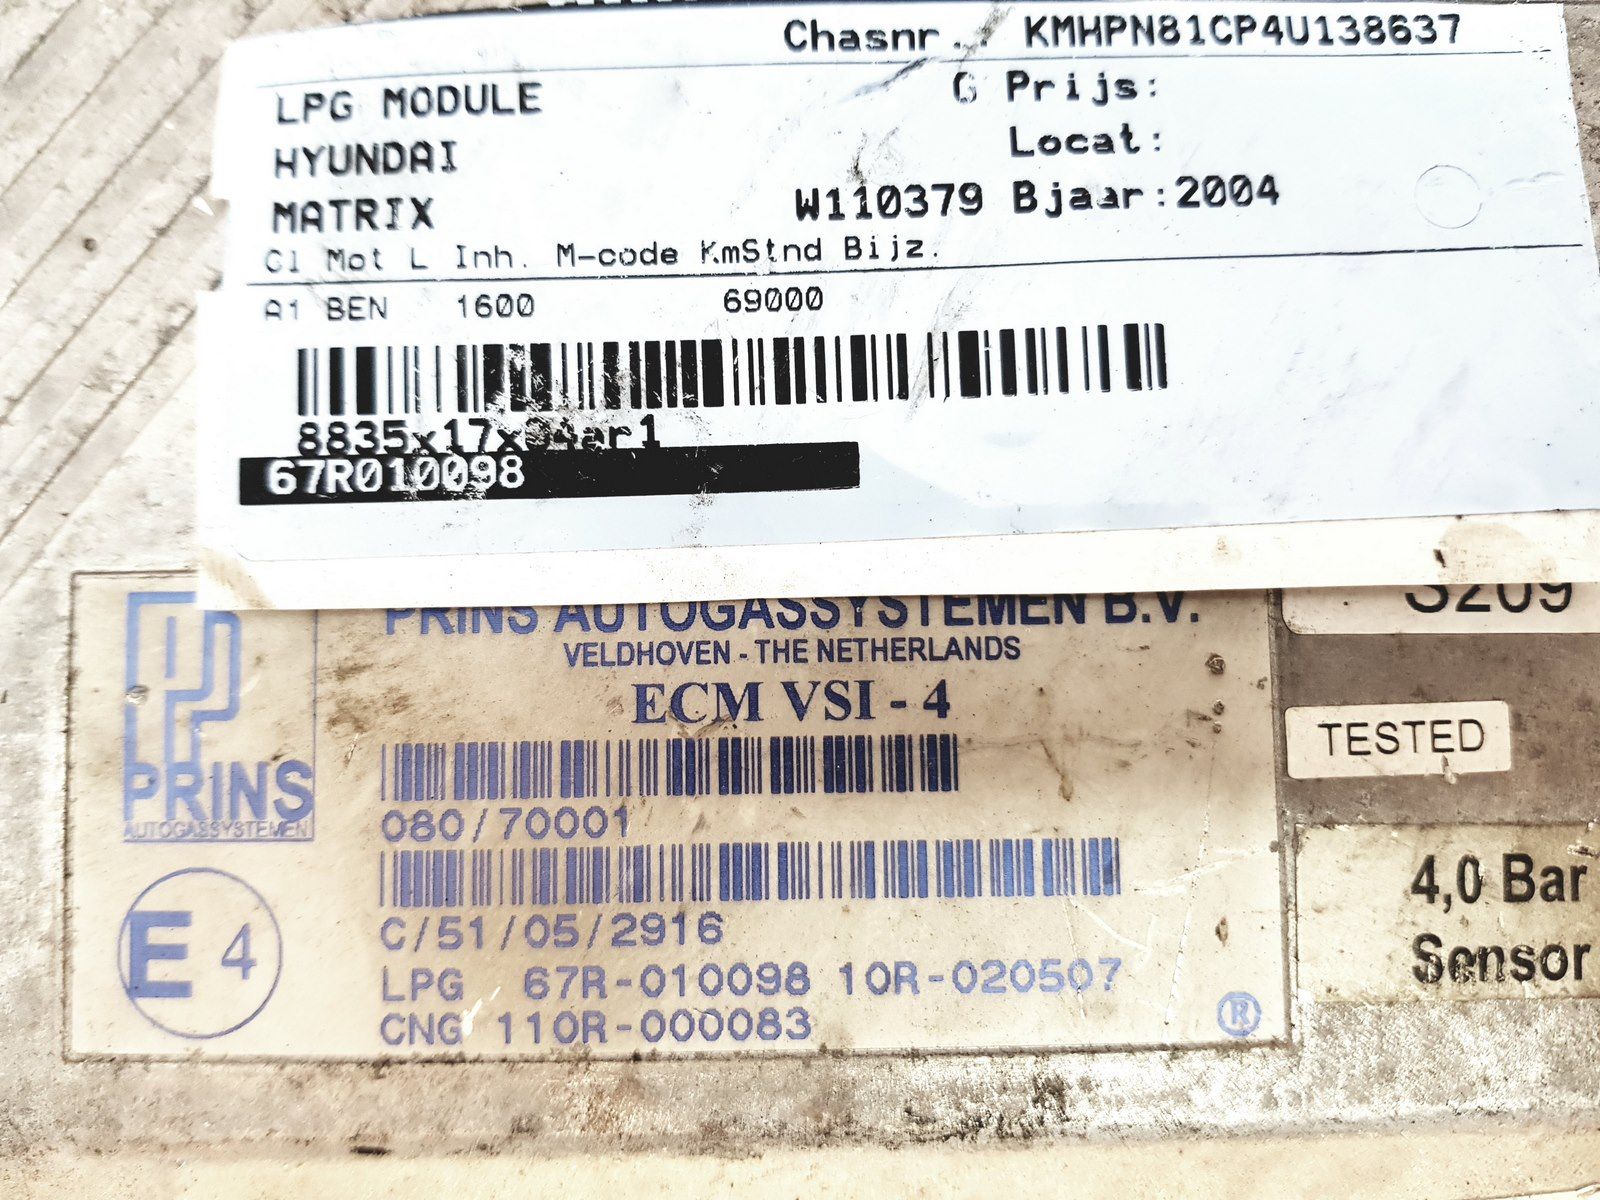 Chasnr.. KMHPN81CP4U138637
LPG MODULE
G Prijs:
HYUNDAI
Locat:
MATRIX
W110379 Bjaar:2004
Cl Mot L Inh. M-code KmStnd Bijz.
A1 BEN 1600 69000
67R010098
PRINS AUTOGASSYSTEMEN B.V.
VELDHOVEN - THE NETHERLANDS
ECM VSI - 4
080/70001
C/51/05/2916
LPG 67R-010098 10R-020507
CNG 110R-000083
PRINS
AUTOGASSYSTEMEN
E 4
®
S209
TESTED
4,0 Bar
Sensor